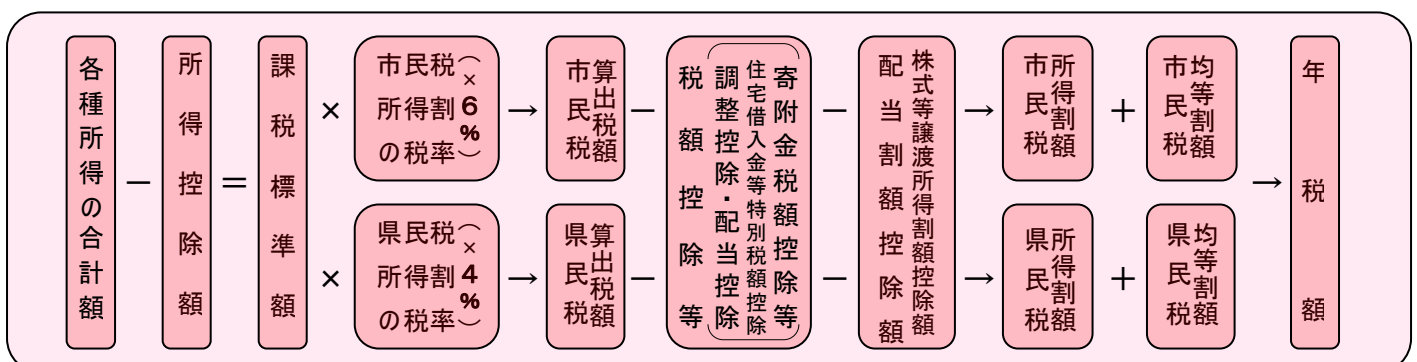 各種所得の合計額
－
所得控除額
＝
課税標準額
×
市民税
所得割
の税率
（×6%）
→
市民税
算出税額
－
×
県民税
所得割
の税率
（×4%）
→
県民税
算出税額
－
税額控除等
（調整控除・配当控除
住宅借入金等特別税額控除
寄附金税額控除等）
－
－
配当割額控除額
株式等譲渡所得割額控除額
→
市民税
所得割額
＋
市民税
均等割額
→
県民税
所得割額
＋
県民税
均等割額
→
年税額